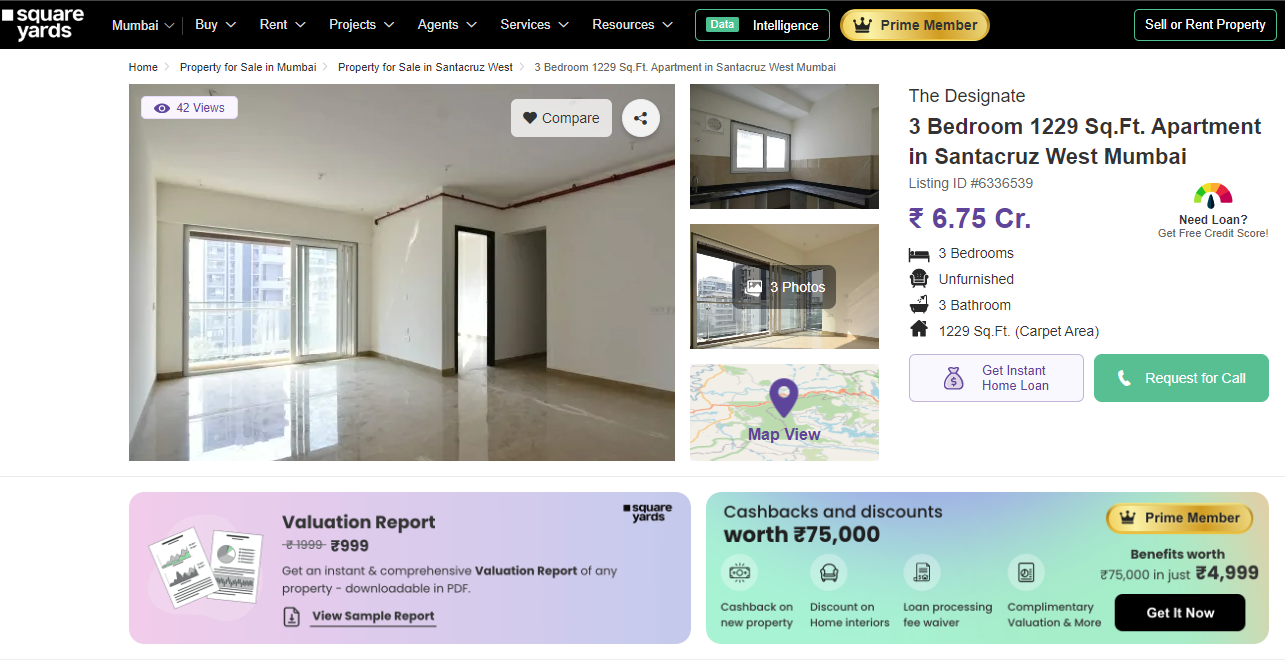 square
yards
Mumbai
Buy
Rent
Projects
Agents
Services
Resources
Data Intelligence
Prime Member
Sell or Rent Property
Home
Property for Sale in Mumbai
Property for Sale in Santacruz West
3 Bedroom 1229 Sq.Ft. Apartment in Santacruz West Mumbai
42 Views
Compare
3 Photos
Map View
The Designate
3 Bedroom 1229 Sq.Ft. Apartment
in Santacruz West Mumbai
Listing ID #6336539
₹ 6.75 Cr.
Need Loan?
Get Free Credit Score!
3 Bedrooms
Unfurnished
3 Bathroom
1229 Sq.Ft. (Carpet Area)
Get Instant
Home Loan
Request for Call
Valuation Report
₹ 1999 ₹999
Get an instant & comprehensive Valuation Report of any
property - downloadable in PDF.
View Sample Report
square
yards
Cashbacks and discounts
worth ₹75,000
Cashback on
new property
Discount on
Home interiors
Loan processing
fee waiver
Complimentary
Valuation & More
Prime Member
Benefits worth
₹75,000 in just ₹4,999
Get It Now